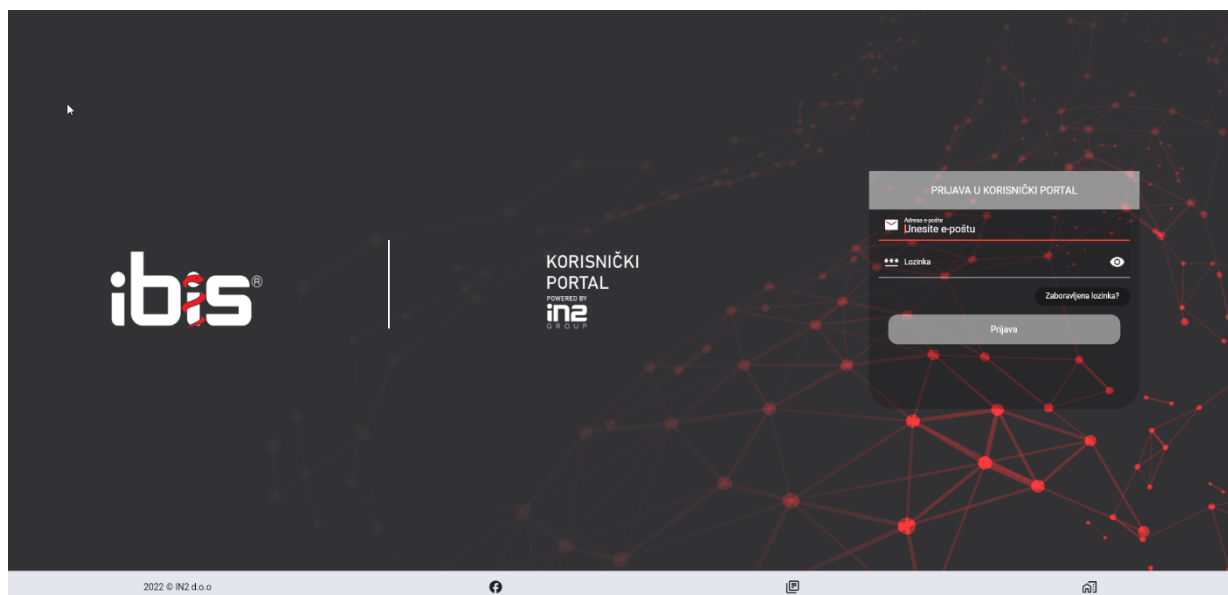 ibis®
KORISNIČKI
PORTAL
POWERED BY
in2
GROUP
PRIJAVA U KORISNIČKI PORTAL
Adresa e-pošte
Unesite e-poštu
*** Lozinka
Zaboravljena lozinka?
Prijava
2022 © IN2 d.o.o